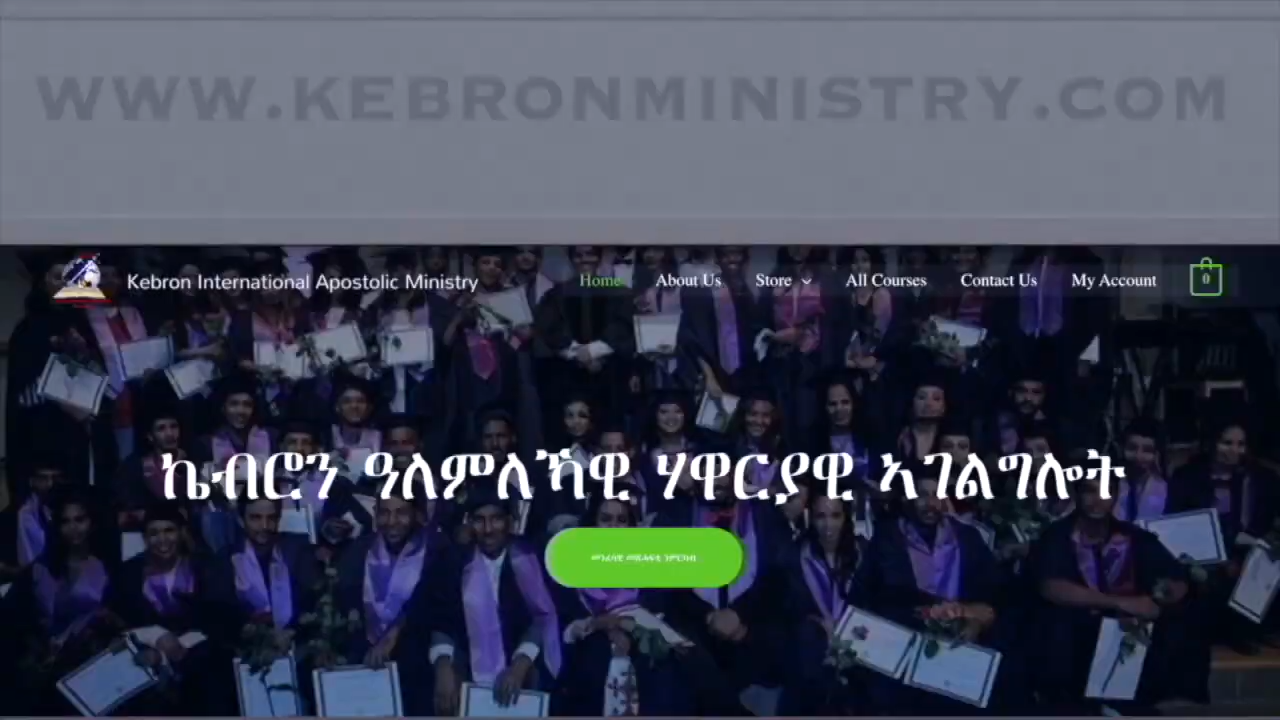 WWW.KEBRONMINISTRY.COM
Kebron International Apostolic Ministry
Home
About Us
Store
All Courses
Contact Us
My Account
0
ኬብሮን ዓለምለኻዊ ሃዋርያዊ ኣገልግሎት